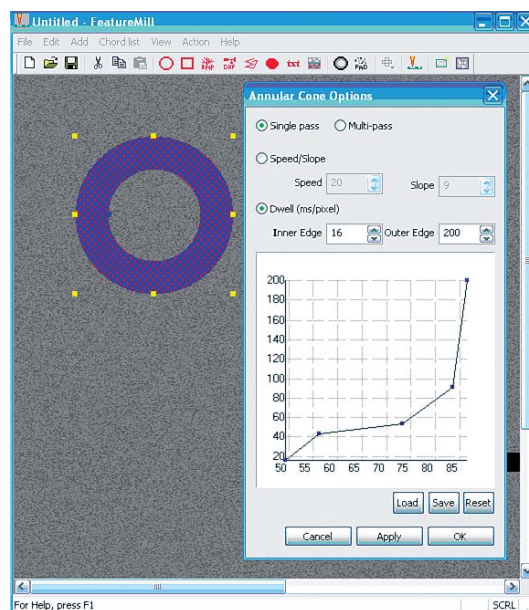 Untitled - FeatureMill
File Edit Add Chord list View Action Help
txt
Annular Cone Options
Single pass Multi-pass
Speed/Slope
Speed 20 Slope 9
Dwell (ms/pixel)
Inner Edge 16 Outer Edge 200
200
180
160
140
120
100
80
60
40
20
50 55 60 65 70 75 80 85
Load Save Reset
Cancel Apply OK
For Help, press F1 SCRL